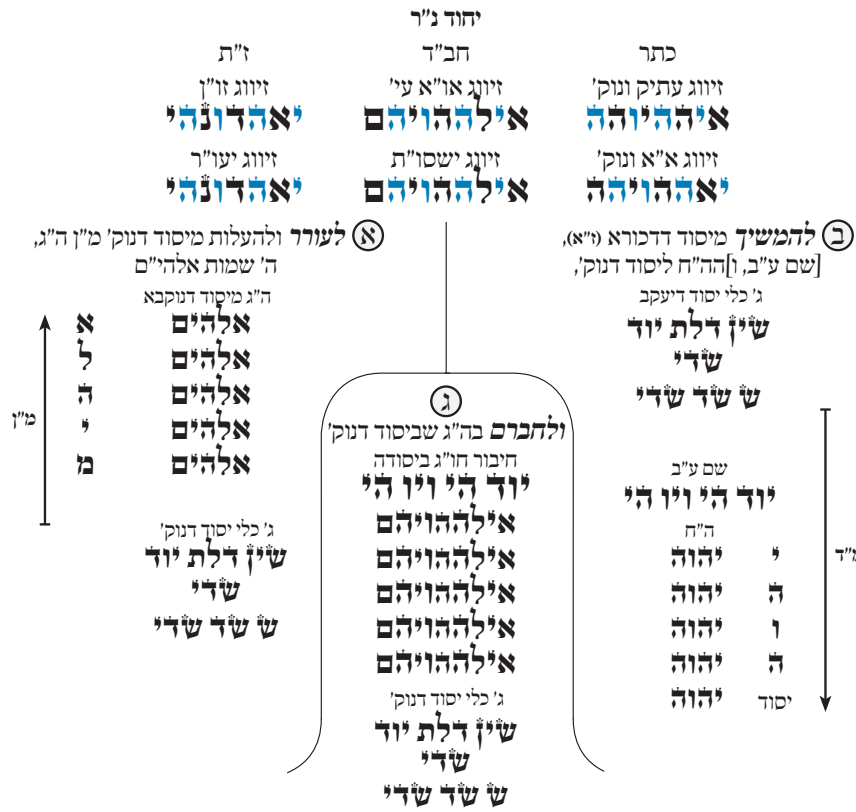 יחוד נ״ר
כתר
זיווג עתיק ונוק׳
איההיוהה
זיווג א״א ונוק׳
יאההויהה
חב״ד
זיווג או״א עי׳
אילההויהם
זיווג ישסו״ת
אילההויהם
ז״ת
זיווג זו״ן
יאהדונהי
זיווג יעו״ר
יאהדונהי
א
לעורר ולהעלות מיסוד דנוק׳ מ״ן ה״ג,
ה׳ שמות אלהי״ם
ה״ג מיסוד דנוקבא
אלהים א
אלהים ל
אלהים ה
אלהים י
אלהים מ
מ״ן
ג׳ כלי יסוד דנוק׳
שין דלת יוד
שדי
ש שד שדי
ב
להמשיך מיסוד דדכורא (ז״א),
[שם ע״ב, ו]הה״ח ליסוד דנוק׳,
ג׳ כלי יסוד דיעקב
שין דלת יוד
שדי
ש שד שדי
שם ע״ב
יוד הי ויו הי
ה״ח
י יהוה
ה יהוה
ו יהוה
ה יהוה
יסוד יהוה
מ״ד
ג
ולחברם בה״ג שביסוד דנוק׳
חיבור חו״ג ביסודה
יוד הי ויו הי
אילההויהם
אילההויהם
אילההויהם
אילההויהם
אילההויהם
ג׳ כלי יסוד דנוק׳
שין דלת יוד
שדי
ש שד שדי